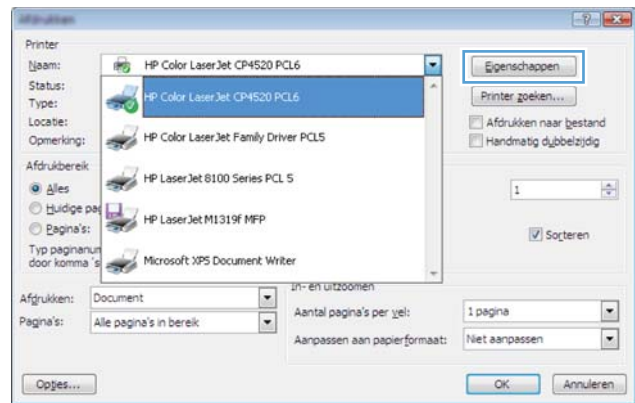 Afdrukken
Printer
Naam: HP Color LaserJet CP4520 PCL6 Eigenschappen
Status:
Type:
Locatie:
Opmerking:
HP Color LaserJet CP4520 PCL6
HP Color LaserJet Family Driver PCL5
HP LaserJet 8100 Series PCL 5
HP LaserJet M1319f MFP
Microsoft XPS Document Writer
Printer zoeken...
Afdrukken naar bestand
Handmatig dubbelzijdig
Afdrukbereik
Alles
Huidige pag
Pagina's:
Typ paginanum
door komma's
1
Sorteren
Afdrukken: Document
Pagina's: Alle pagina's in bereik
In- en uitzoomen
Aantal pagina's per vel: 1 pagina
Aanpassen aan papierformaat: Niet aanpassen
Opties... OK Annuleren